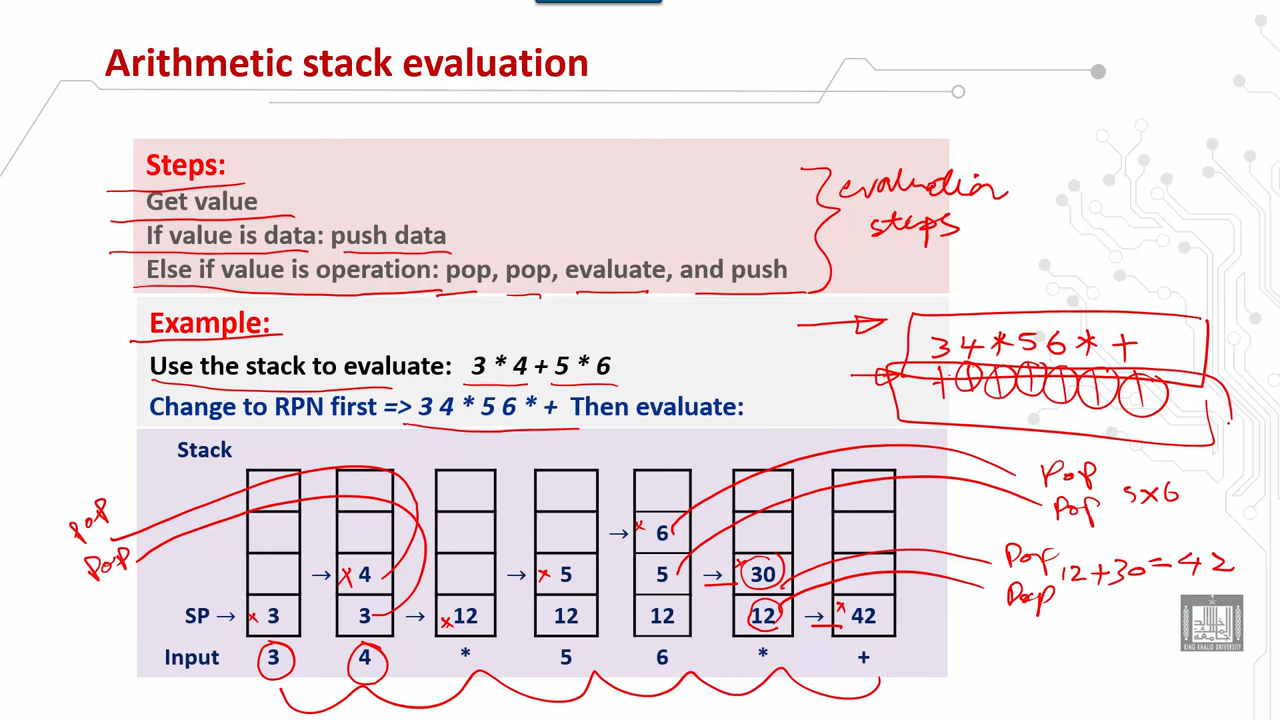 Arithmetic stack evaluation
Steps:
Get value
If value is data: push data
Else if value is operation: pop, pop, evaluate, and push
evaluation
steps
Example:
Use the stack to evaluate: 3 * 4 + 5 * 6
Change to RPN first => 3 4 * 5 6 * + Then evaluate:
3 4 * 5 6 * +
Stack
pop
pop
→ 6
→ 4 → 5 5 → 30
SP → 3 3 → 12 12 12 12 → 42
Input 3 4 * 5 6 * +
pop
pop 5x6
pop
pop 12+30=42
KING KHALID UNIVERSITY